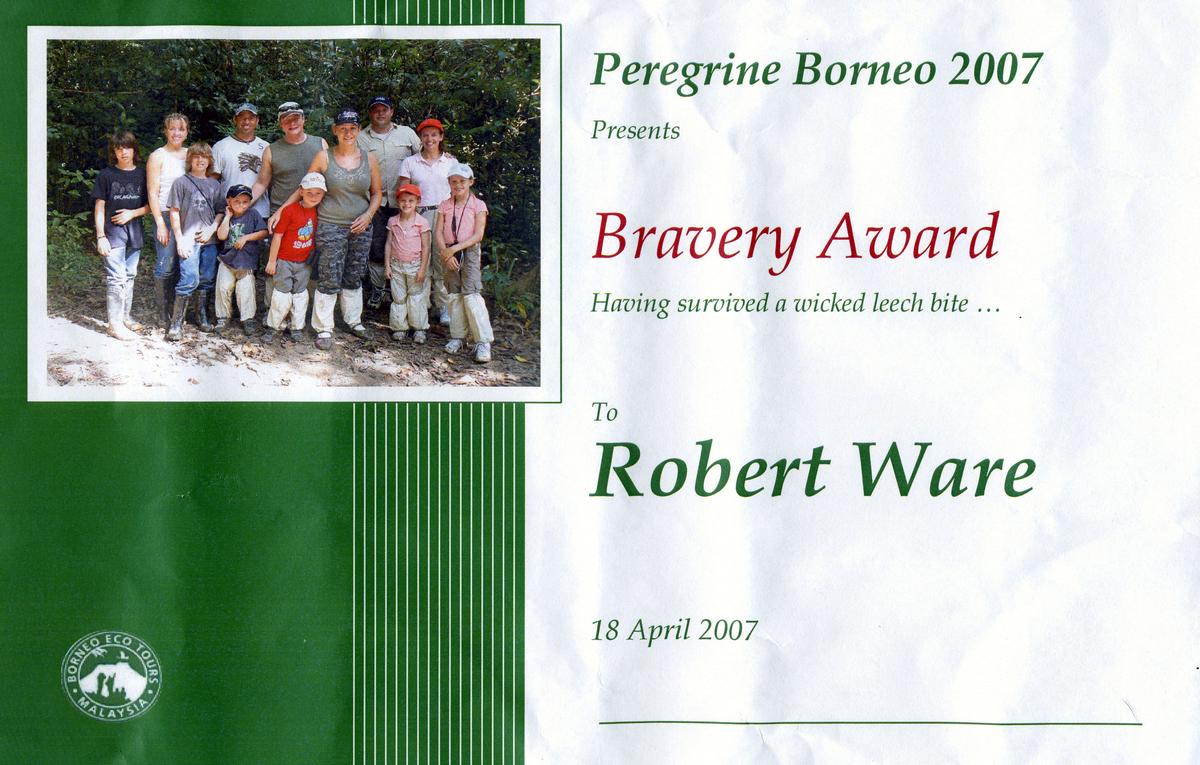 Peregrine Borneo 2007
Presents
Bravery Award
Having survived a wicked leech bite …
To
Robert Ware
18 April 2007
BORNEO ECO TOURS
MALAYSIA